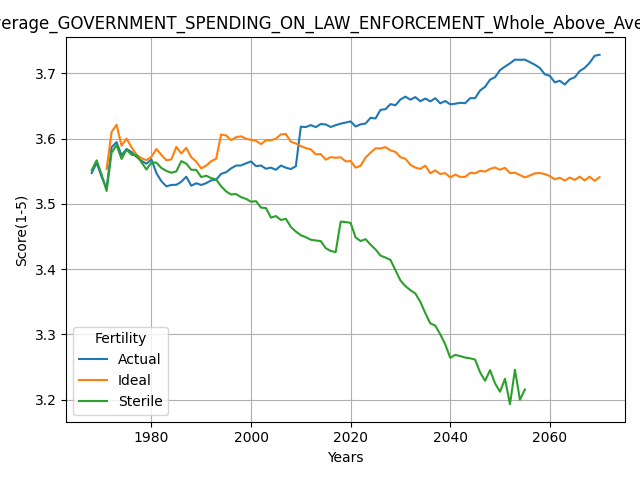 verage_GOVERNMENT_SPENDING_ON_LAW_ENFORCEMENT_Whole_Above_Ave
3.7
3.6
3.5
3.4
3.3
3.2
Score(1-5)
Fertility
Actual
Ideal
Sterile
1980
2000
2020
2040
2060
Years